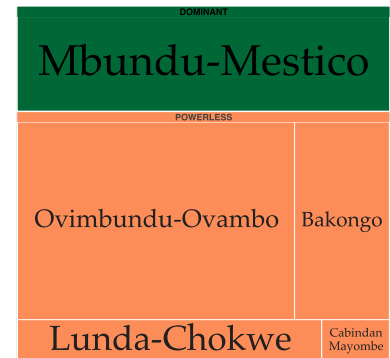 DOMINANT
Mbundu-Mestico
POWERLESS
Ovimbundu-Ovambo
Bakongo
Lunda-Chokwe
Cabindan
Mayombe